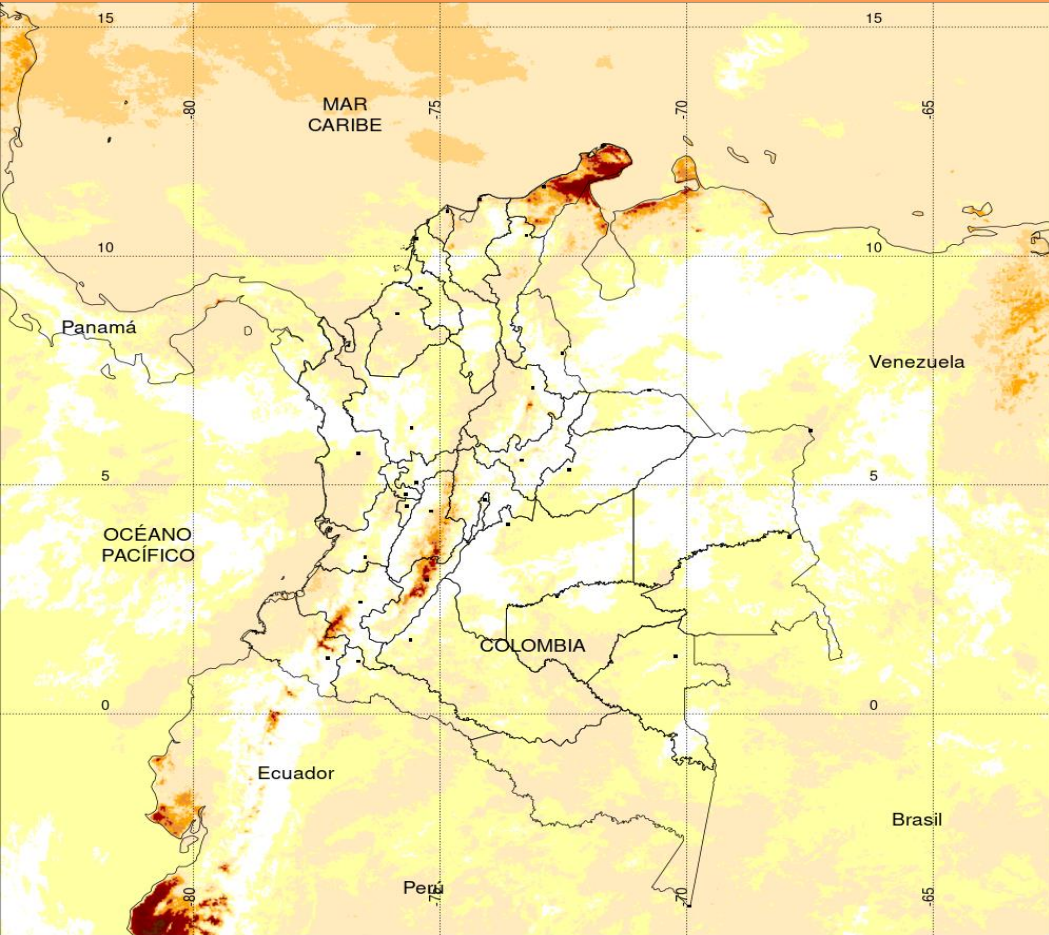 15
15
-80
-75
-70
-65
MAR
CARIBE
10
10
Panamá
Venezuela
5
5
OCÉANO
PACÍFICO
COLOMBIA
0
0
Ecuador
Brasil
Perú
-80
-75
-70
-65